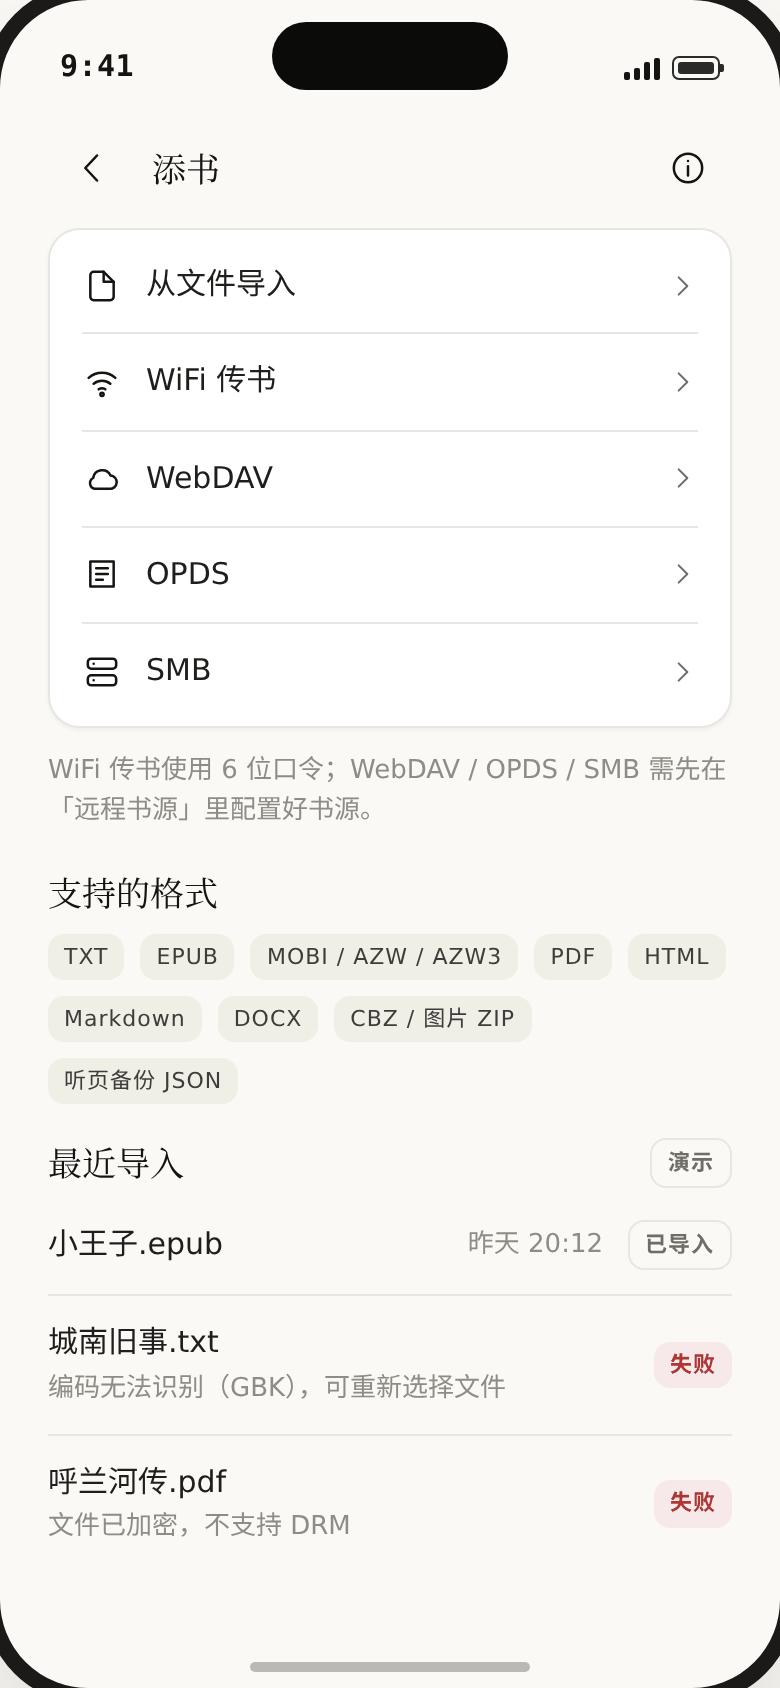 9:41
添书
从文件导入
WiFi 传书
WebDAV
OPDS
SMB
WiFi 传书使用 6 位口令；WebDAV / OPDS / SMB 需先在
「远程书源」里配置好书源。
支持的格式
TXT EPUB MOBI / AZW / AZW3 PDF HTML
Markdown DOCX CBZ / 图片 ZIP
听页备份 JSON
最近导入 演示
小王子.epub 昨天 20:12 已导入
城南旧事.txt
编码无法识别（GBK），可重新选择文件 失败
呼兰河传.pdf
文件已加密，不支持 DRM 失败